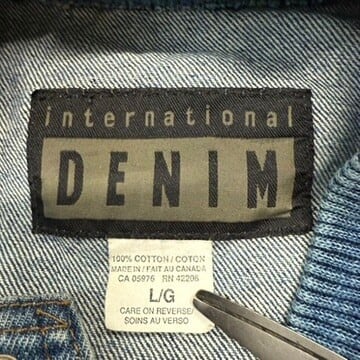 international
DENIM
100% COTTON / COTON
MADE IN / FAIT AU CANADA
CA 05976 RN 42206
L/G
CARE ON REVERSE/
SOINS AU VERSO